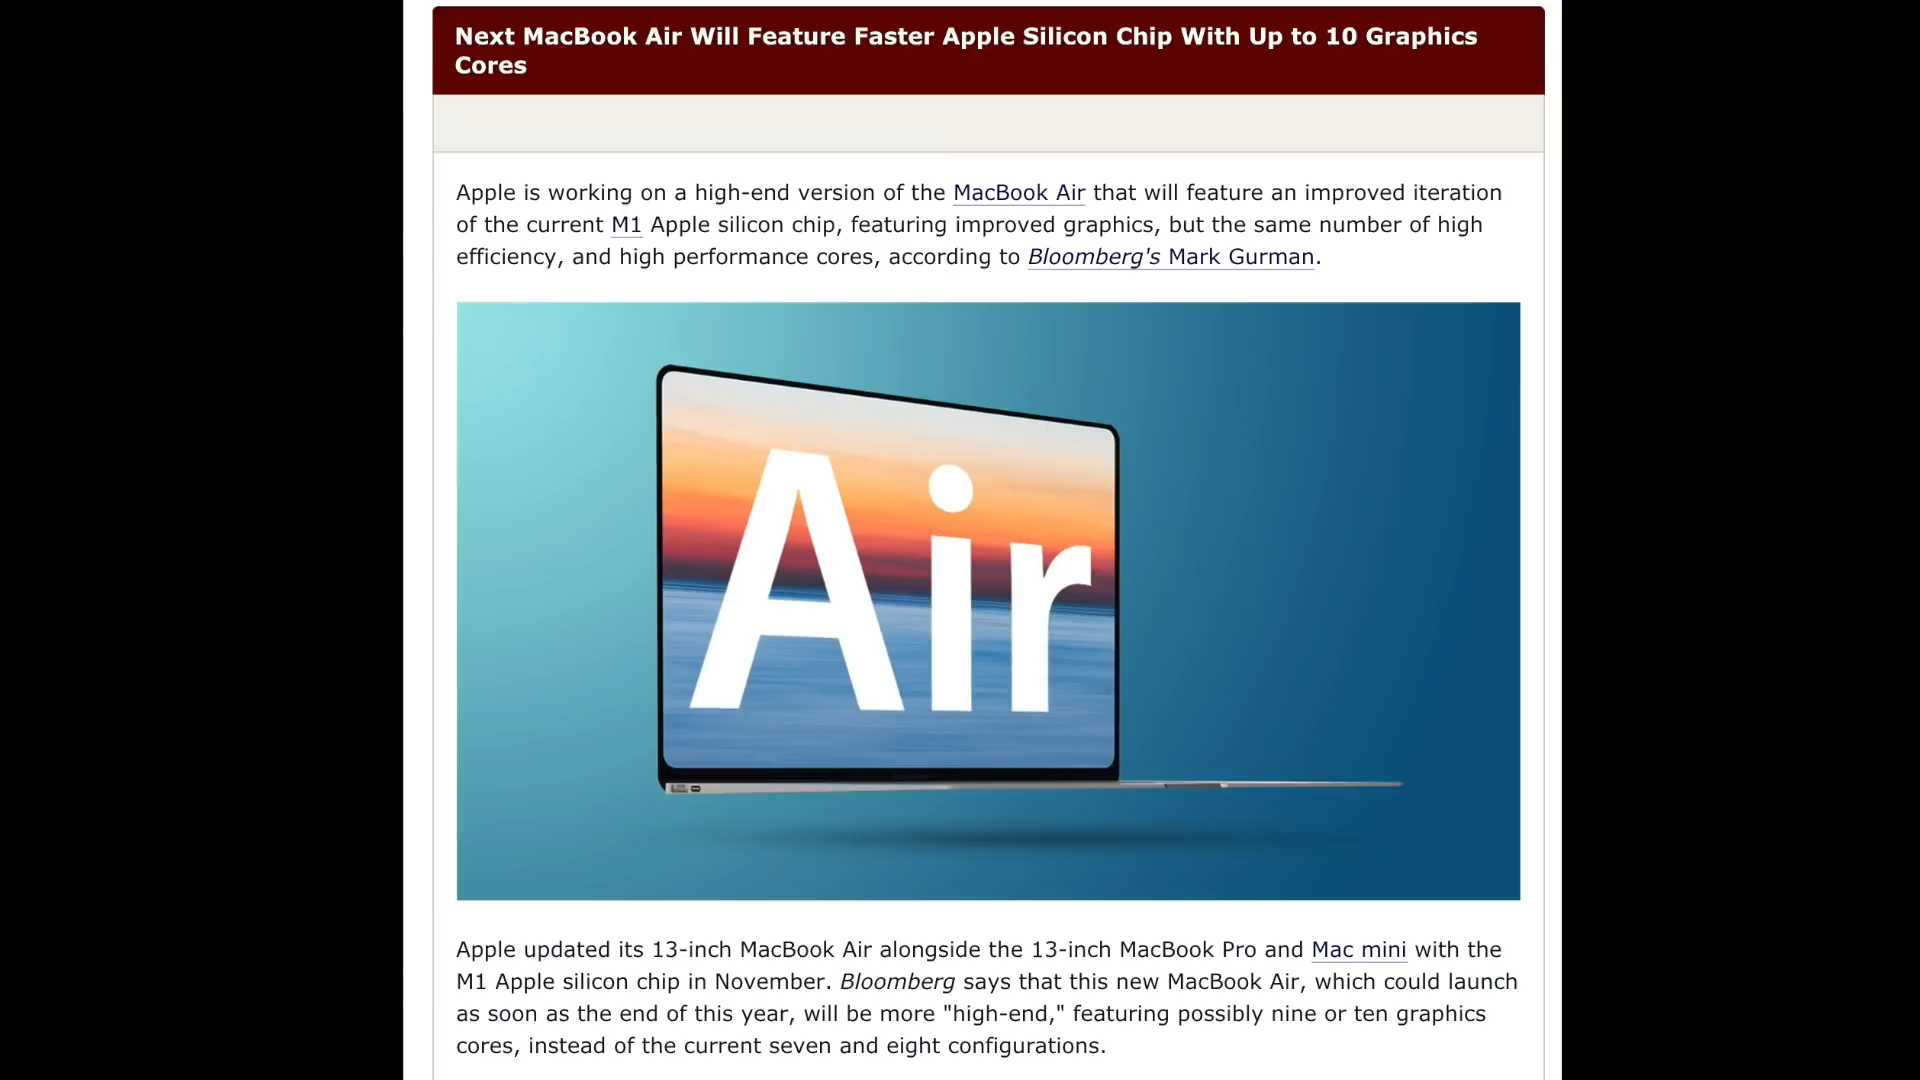 Next MacBook Air Will Feature Faster Apple Silicon Chip With Up to 10 Graphics
Cores
Apple is working on a high-end version of the MacBook Air that will feature an improved iteration
of the current M1 Apple silicon chip, featuring improved graphics, but the same number of high
efficiency, and high performance cores, according to Bloomberg's Mark Gurman.
Air
Apple updated its 13-inch MacBook Air alongside the 13-inch MacBook Pro and Mac mini with the
M1 Apple silicon chip in November. Bloomberg says that this new MacBook Air, which could launch
as soon as the end of this year, will be more "high-end," featuring possibly nine or ten graphics
cores, instead of the current seven and eight configurations.